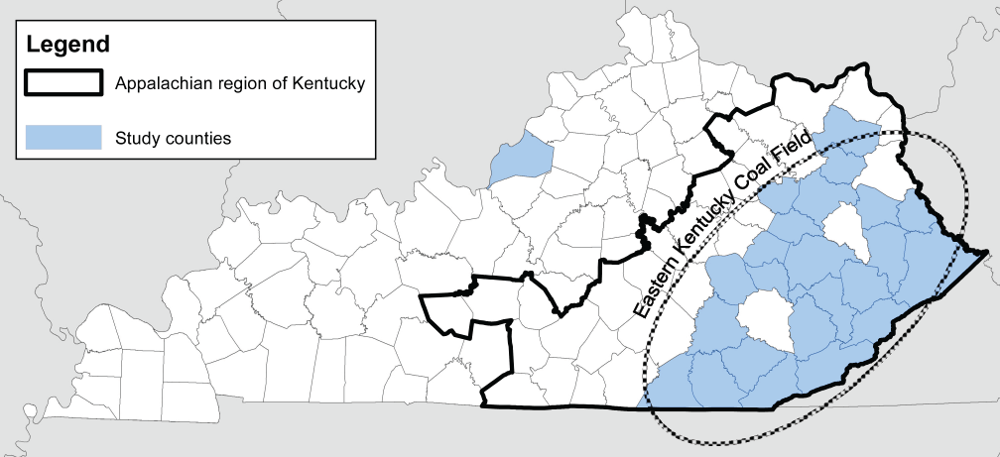 Legend
Appalachian region of Kentucky
Study counties
Eastern Kentucky Coal Field